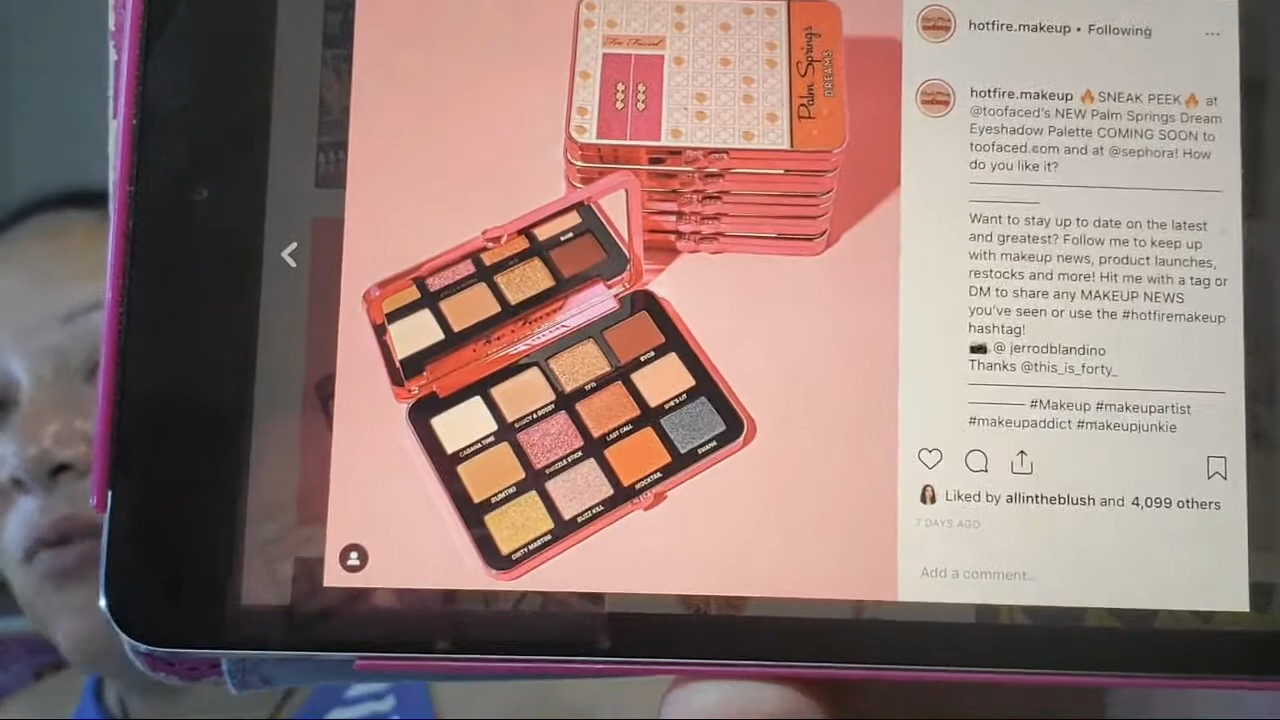 Too Faced
Palm Springs
DREAMS
CABANA TIME
SAUCY & BOSSY
TFTI
BYOB
RUMTIKI
SWIZZLE STICK
LAST CALL
SHE'S LIT
DIRTY MARTINI
BUZZ KILL
MOCKTAIL
SWANK
hotfire.makeup • Following
hotfire.makeup 🔥SNEAK PEEK🔥 at
@toofaced's NEW Palm Springs Dream
Eyeshadow Palette COMING SOON to
toofaced.com and at @sephora! How
do you like it?
Want to stay up to date on the latest
and greatest? Follow me to keep up
with makeup news, product launches,
restocks and more! Hit me with a tag or
DM to share any MAKEUP NEWS
you've seen or use the #hotfiremakeup
hashtag!
📷@ jerrodblandino
Thanks @this_is_forty_
#Makeup #makeupartist
#makeupaddict #makeupjunkie
Liked by allintheblush and 4,099 others
7 DAYS AGO
Add a comment...